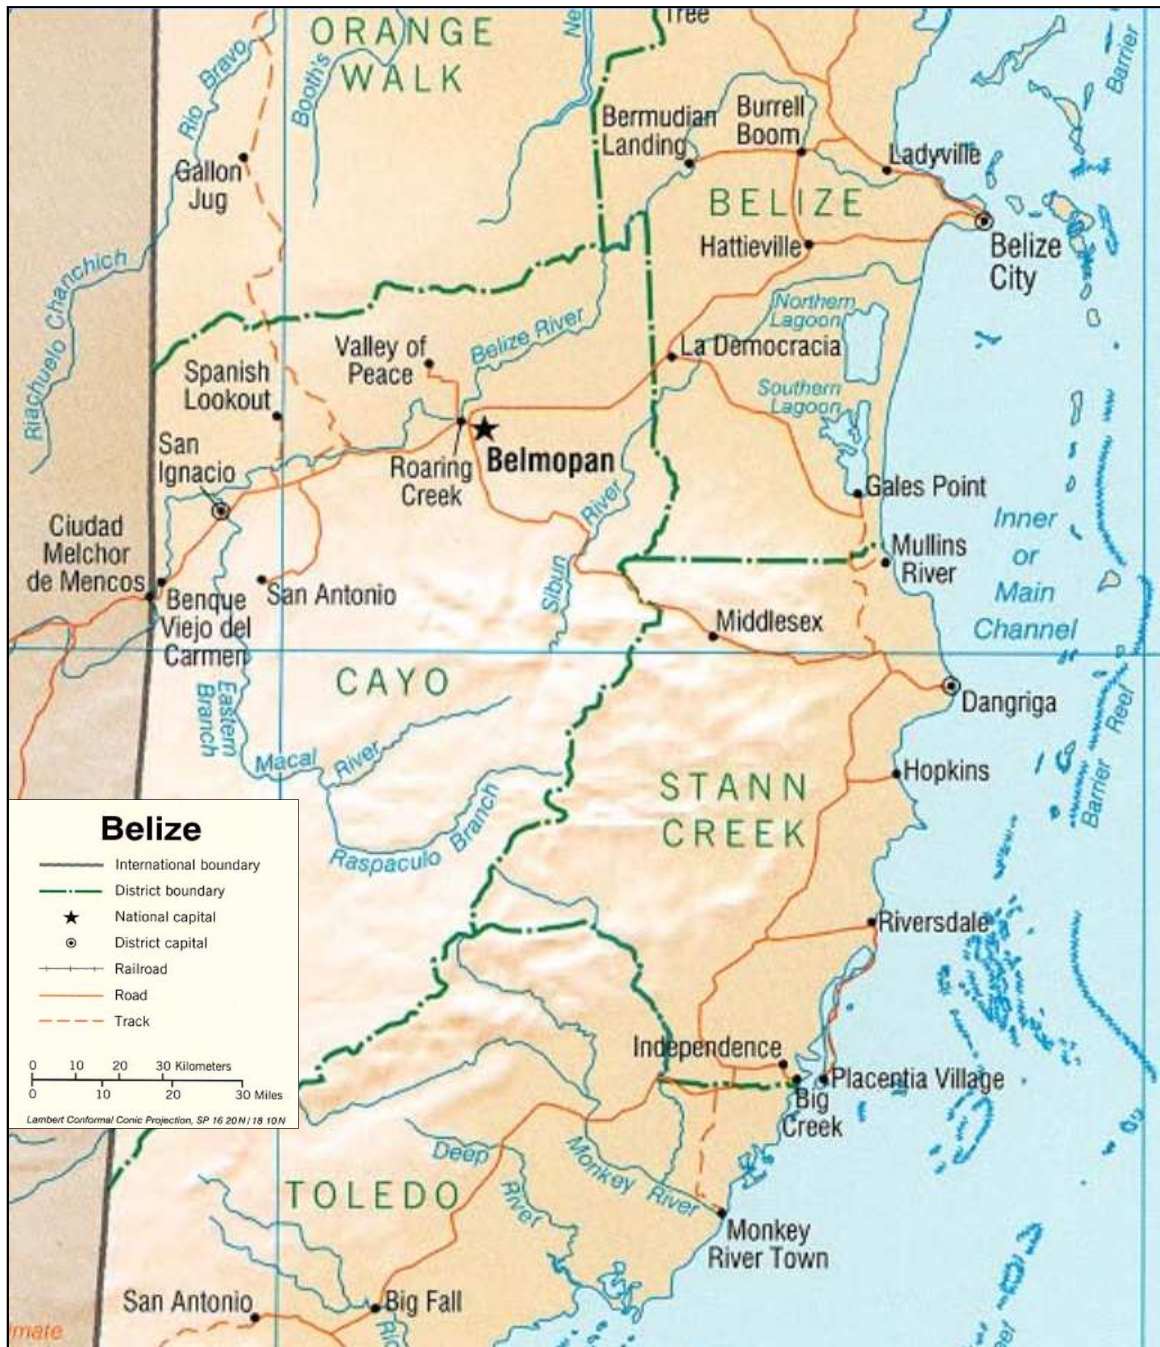 ORANGE
WALK
Tree
Ne
Barrier
Rio Bravo
Booth's
Gallon
Jug
Bermudian
Landing
Burrell
Boom
Ladyville
BELIZE
Hattieville
Belize
City
Riachuelo Chanchich
Northern
Lagoon
Belize River
Valley of
Peace
La Democracia
Spanish
Lookout
Southern
Lagoon
San
Ignacio
Roaring
Creek
Belmopan
Gales Point
Sibun River
Inner
or
Main
Channel
Ciudad
Melchor
de Mencos
Mullins
River
Benque
Viejo del
Carmen
San Antonio
Middlesex
CAYO
Eastern
Branch
Dangriga
Barrier Reef
Macal River
Hopkins
STANN
CREEK
Raspaculo Branch
Belize
International boundary
District boundary
National capital
District capital
Railroad
Road
Track
0 10 20 30 Kilometers
0 10 20 30 Miles
Lambert Conformal Conic Projection, SP 16 20N/18 10N
Riversdale
Independence
Placentia Village
Big
Creek
Deep River
Monkey River
TOLEDO
Monkey
River Town
San Antonio
Big Fall
Rio
imate